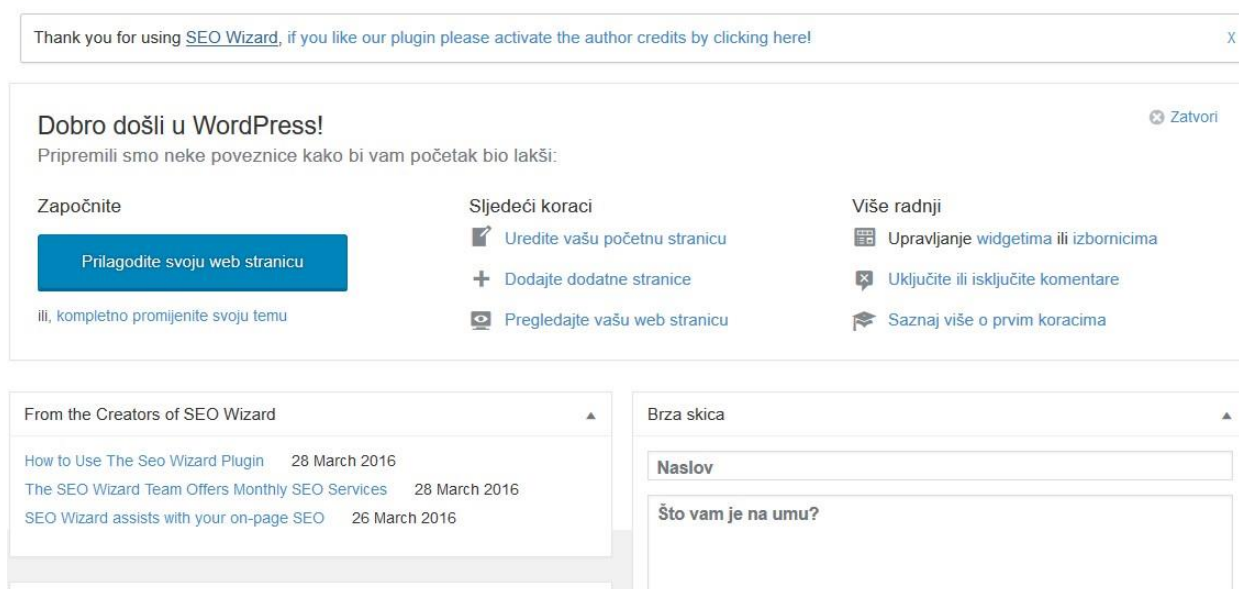 Thank you for using SEO Wizard, if you like our plugin please activate the author credits by clicking here!
X
Dobro došli u WordPress!
Zatvori
Pripremili smo neke poveznice kako bi vam početak bio lakši:
Započnite
Prilagodite svoju web stranicu
ili, kompletno promijenite svoju temu
Sljedeći koraci
Uredite vašu početnu stranicu
Dodajte dodatne stranice
Pregledajte vašu web stranicu
Više radnji
Upravljanje widgetima ili izbornicima
Uključite ili isključite komentare
Saznaj više o prvim koracima
From the Creators of SEO Wizard
How to Use The Seo Wizard Plugin 28 March 2016
The SEO Wizard Team Offers Monthly SEO Services 28 March 2016
SEO Wizard assists with your on-page SEO 26 March 2016
Brza skica
Naslov
Što vam je na umu?